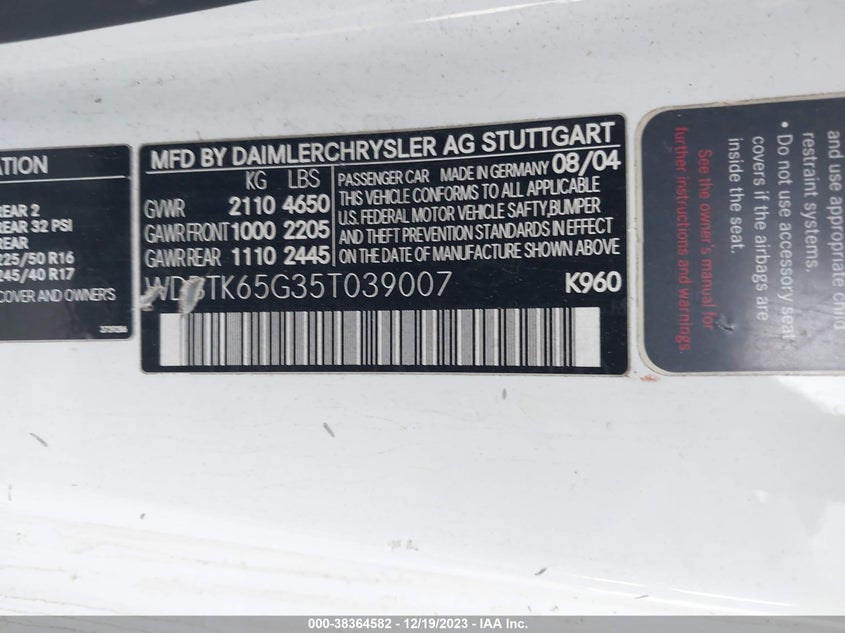 ATION
REAR 2
REAR 32 PSI
REAR
225/50 R16
245/40 R17
COVER AND OWNER'S
MFD BY DAIMLERCHRYSLER AG STUTTGART
KG LBS
GVWR 2110 4650
GAWR FRONT 1000 2205
GAWR REAR 1110 2445
PASSENGER CAR MADE IN GERMANY 08/04
THIS VEHICLE CONFORMS TO ALL APPLICABLE
U.S. FEDERAL MOTOR VEHICLE SAFTY, BUMPER
AND THEFT PREVENTION STANDARDS IN EFFECT
ON THE DATE OF MANUFACTURE SHOWN ABOVE
WDBTK65G35T039007 K960
and use appropriate child
restraint systems.
• Do not use accessory seat
covers if the airbags are
inside the seat.
See the owner's manual for
further instructions and warnings.
000-38364582 - 12/19/2023 - IAA Inc.